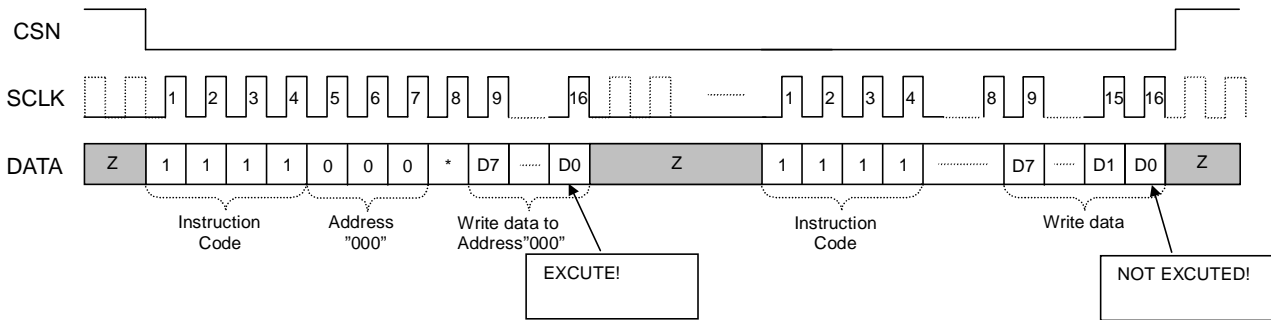 CSN
SCLK 1 2 3 4 5 6 7 8 9 16 1 2 3 4 8 9 15 16
DATA Z 1 1 1 1 0 0 0 * D7 D0 Z 1 1 1 1 D7 D1 D0 Z
Instruction
Code
Address
"000"
Write data to
Address"000"
Instruction
Code
Write data
EXCUTE!
NOT EXCUTED!